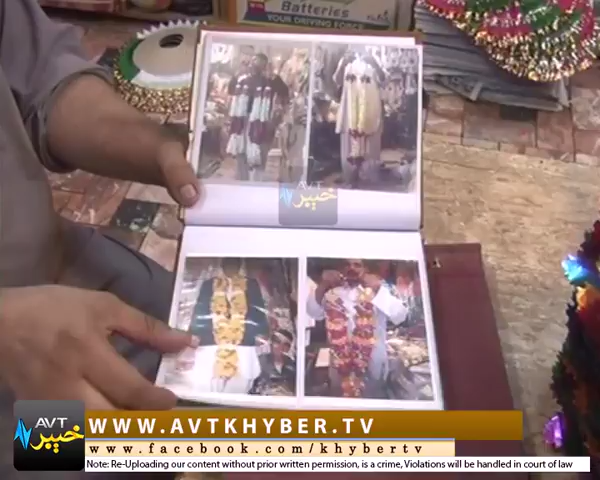 Batteries
YOUR DRIVING FORCE
AVT
AVT
خیبر
AVT
خیبر
WWW.AVTKHYBER.TV
www.facebook.com/khybertv
Note: Re-Uploading our content without prior written permission, is a crime, Violations will be handled in court of law